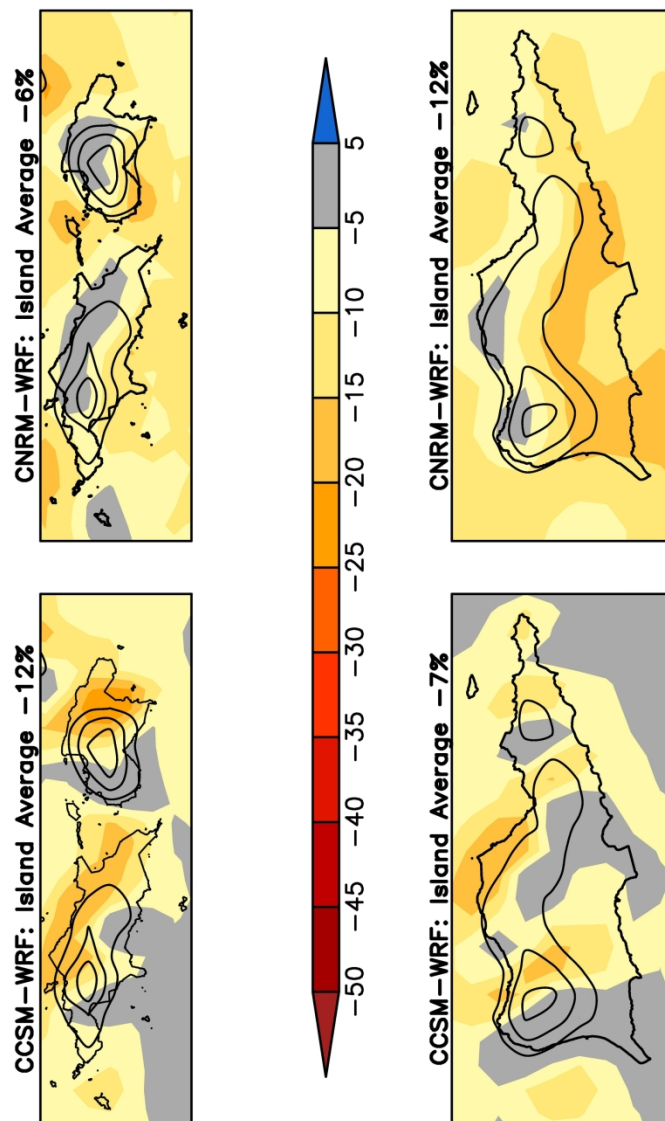 CCSM–WRF: Island Average –12%
CNRM–WRF: Island Average –6%
–50 –45 –40 –35 –30 –25 –20 –15 –10 –5 5
CCSM–WRF: Island Average –7%
CNRM–WRF: Island Average –12%